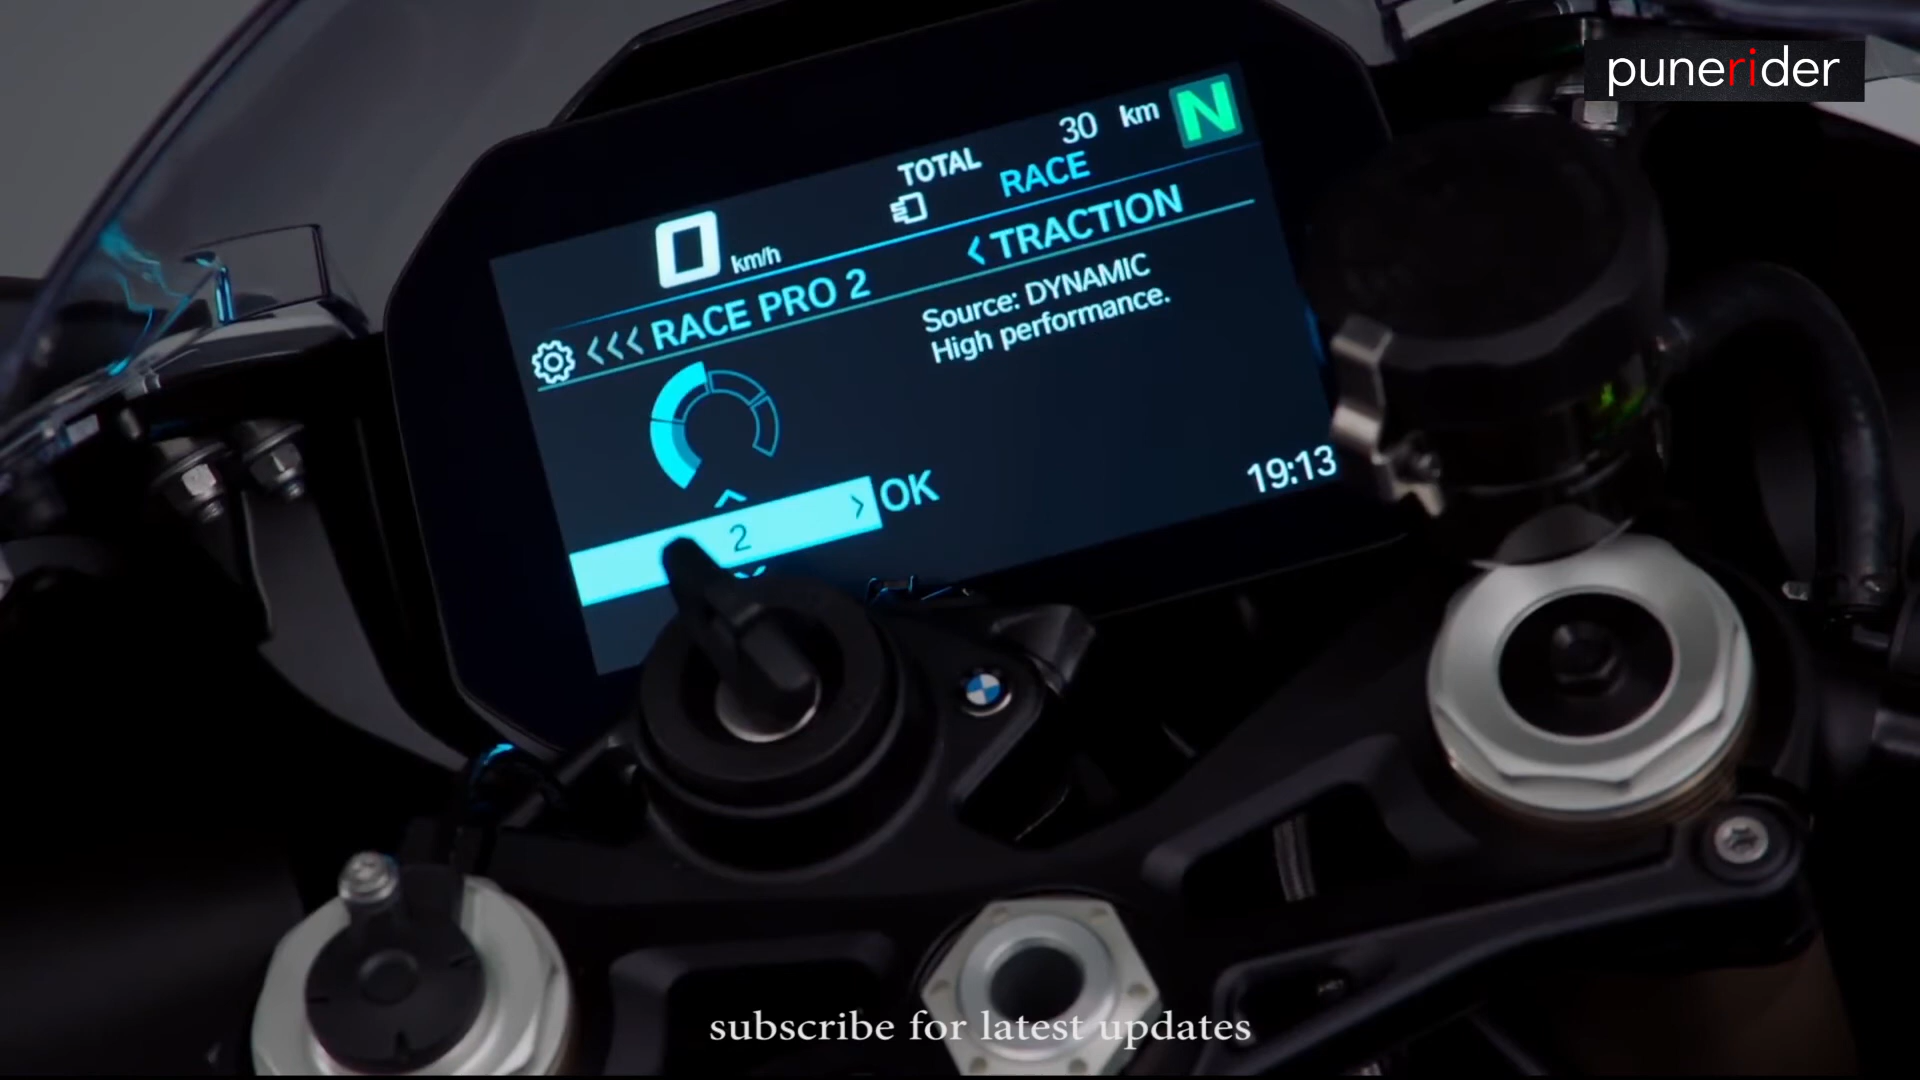 punerider
30 km N
TOTAL
RACE
0 km/h
<<< RACE PRO 2
< TRACTION
Source: DYNAMIC
High performance.
2 > OK
19:13
subscribe for latest updates